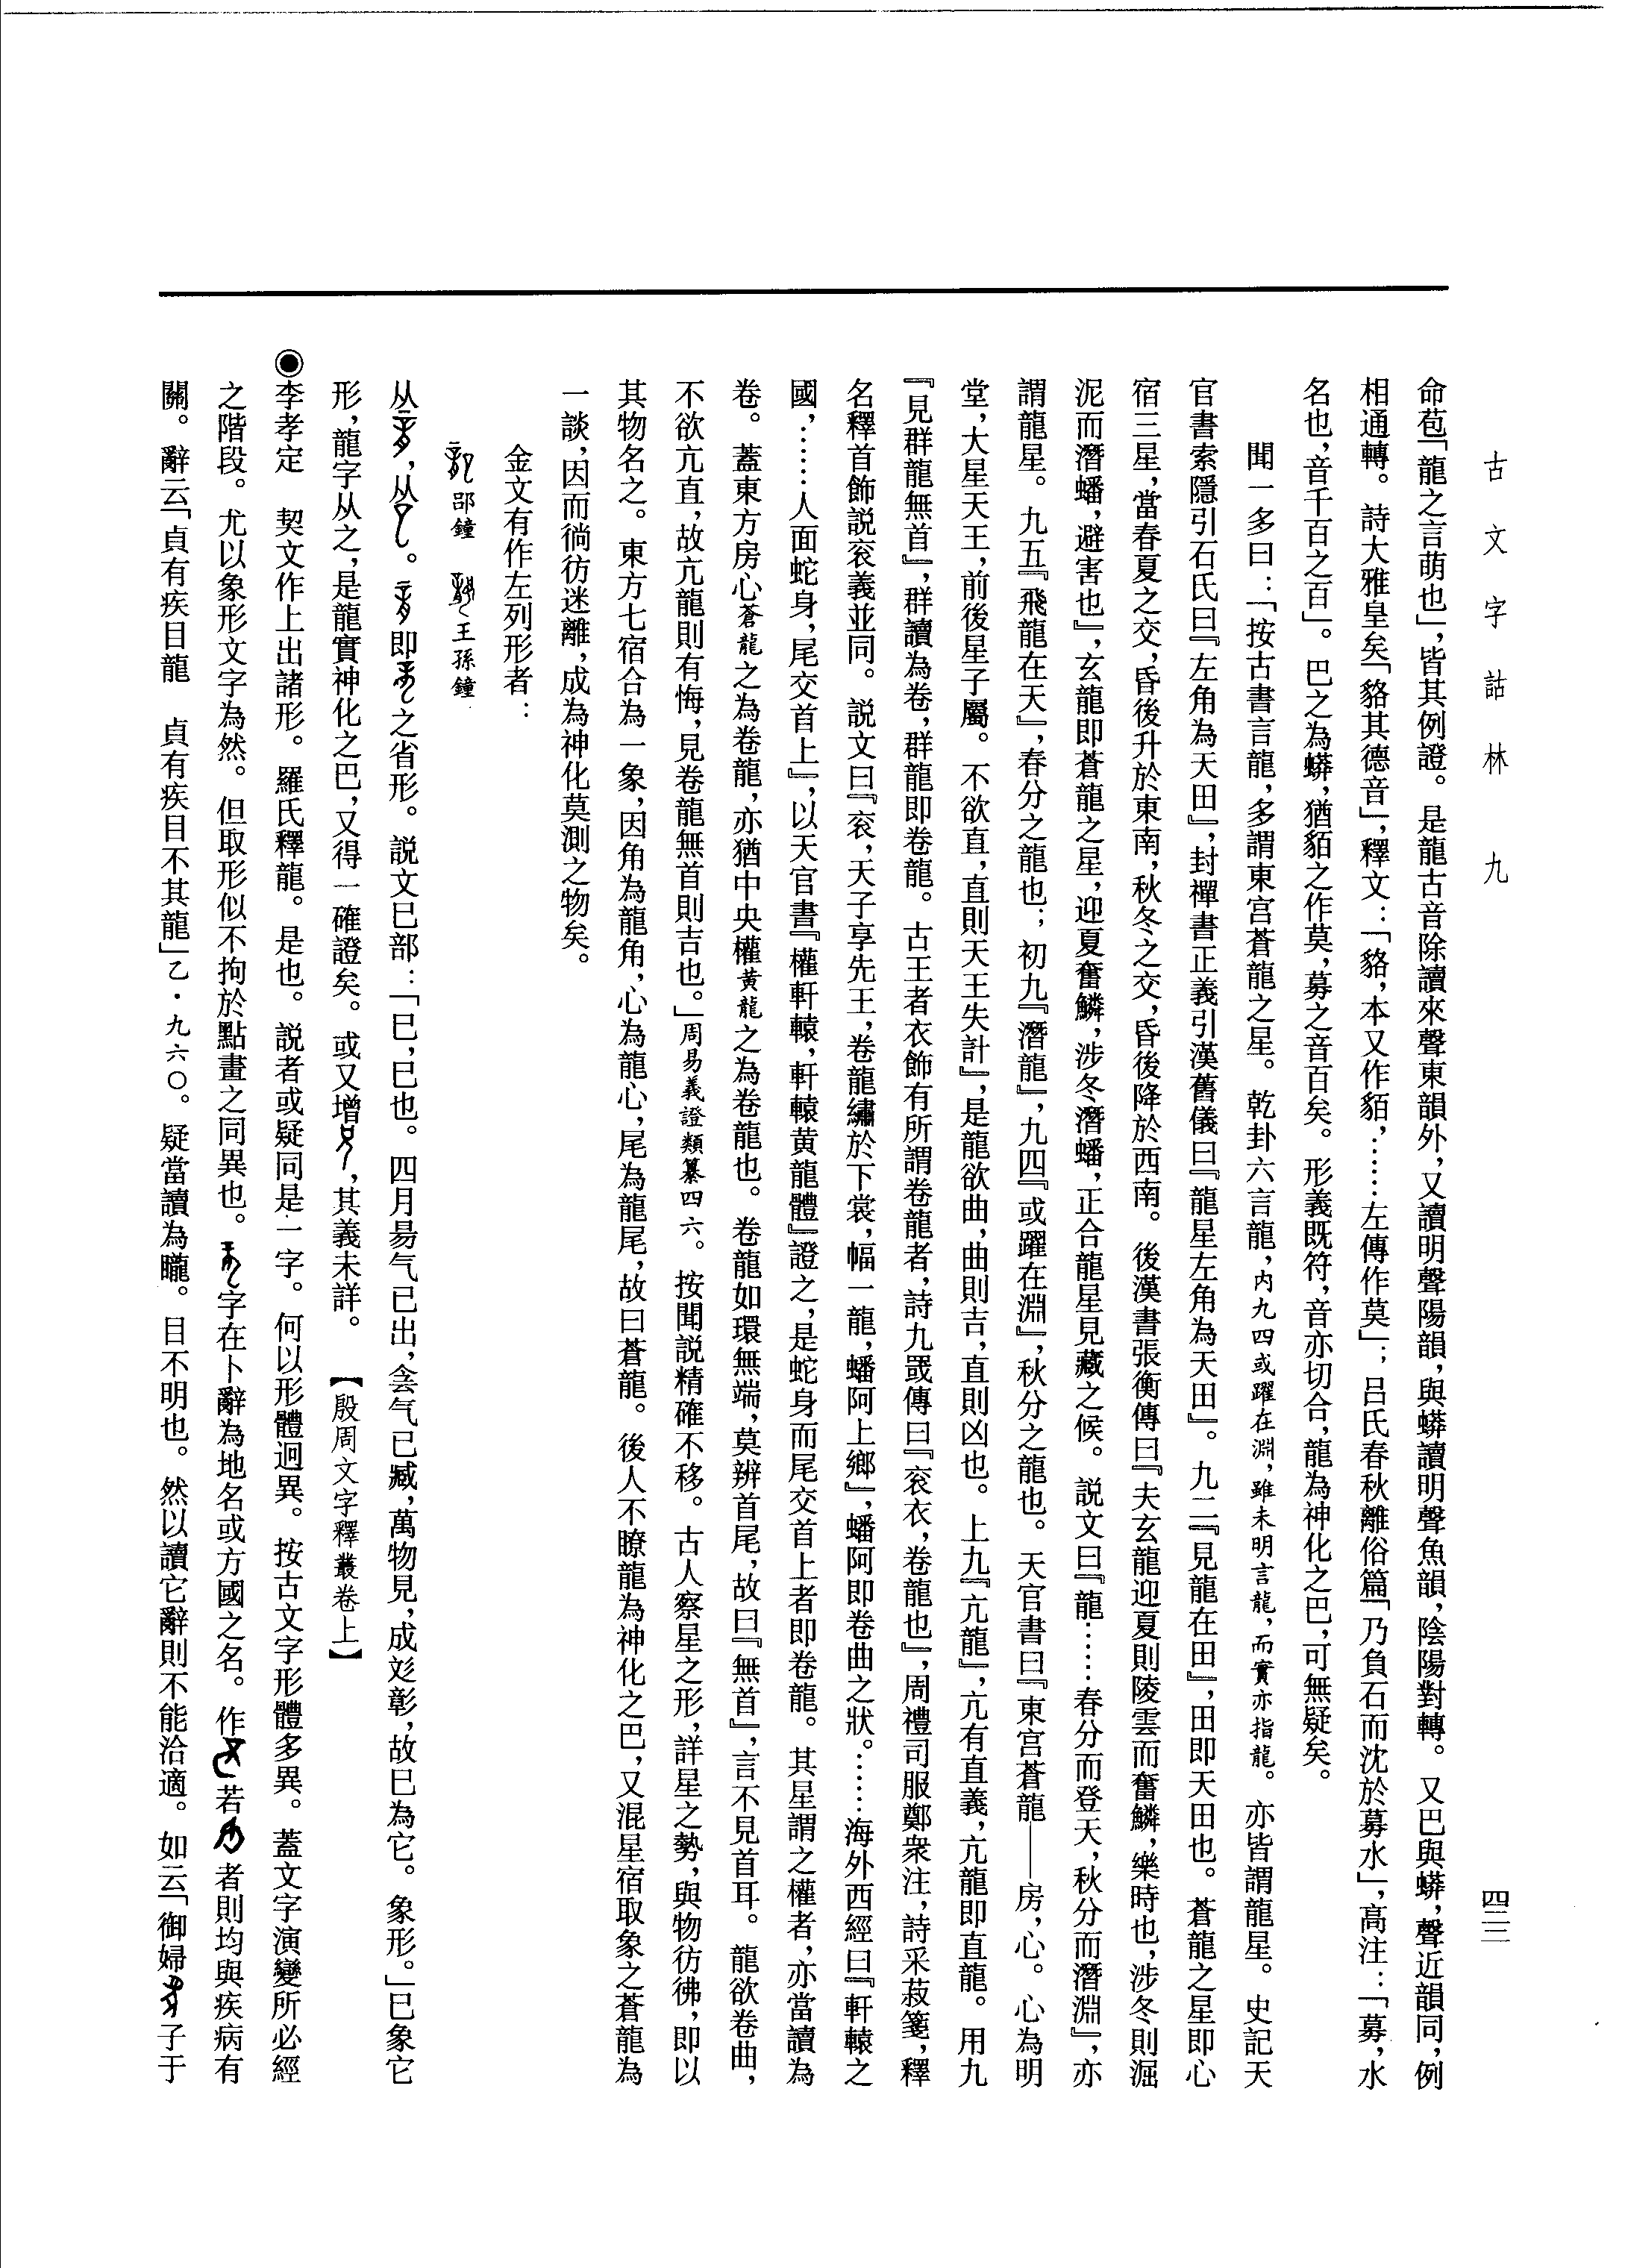 古文字詁林 九
四三二
命苞「龍之言萌也」，皆其例證。是龍古音除讀來聲東韻外，又讀明聲陽韻，與蟒讀明聲魚韻，陰陽對轉。又巴與蟒，聲近韻同，例
相通轉。詩大雅皇矣「貉其德音」，釋文：「貉，本又作貊，……左傳作莫」；呂氏春秋離俗篇「乃負石而沈於募水」，高注：「募，水
名也，音千百之百」。巴之為蟒，猶貊之作莫，募之音百矣。形義既符，音亦切合，龍為神化之巴，可無疑矣。
聞一多曰：「按古書言龍，多謂東宮蒼龍之星。乾卦六言龍，内九四或躍在淵，雖未明言龍，而實亦指龍。亦皆謂龍星。史記天
官書索隱引石氏曰『左角為天田』，封禪書正義引漢舊儀曰『龍星左角為天田』。九二『見龍在田』，田即天田也。蒼龍之星即心
宿三星，當春夏之交，昏後升於東南，秋冬之交，昏後降於西南。後漢書張衡傳曰『夫玄龍迎夏則陵雲而奮鱗，樂時也，涉冬則淈
泥而潛蟠，避害也』，玄龍即蒼龍之星，迎夏奮鱗，涉冬潛蟠，正合龍星見藏之候。説文曰『龍……春分而登天，秋分而潛淵』，亦
謂龍星。九五『飛龍在天』，春分之龍也；初九『潛龍』，九四『或躍在淵』，秋分之龍也。天官書曰『東宮蒼龍——房，心。心為明
堂，大星天王，前後星子屬。不欲直，直則天王失計』，是龍欲曲，曲則吉，直則凶也。上九『亢龍』，亢有直義，亢龍即直龍。用九
『見群龍無首』，群讀為卷，群龍即卷龍。古王者衣飾有所謂卷龍者，詩九罭傳曰『衮衣，卷龍也』，周禮司服鄭衆注，詩采菽箋，釋
名釋首飾説衮義並同。説文曰『衮，天子享先王，卷龍繡於下裳，幅一龍，蟠阿上鄉』，蟠阿即卷曲之狀。……海外西經曰『軒轅之
國，……人面蛇身，尾交首上』，以天官書『權軒轅，軒轅黄龍體』證之，是蛇身而尾交首上者即卷龍。其星謂之權者，亦當讀為
卷。蓋東方房心蒼龍之為卷龍，亦猶中央權黄龍之為卷龍也。卷龍如環無端，莫辨首尾，故曰『無首』，言不見首耳。龍欲卷曲，
不欲亢直，故亢龍則有悔，見卷龍無首則吉也。」周易義證類纂四六。按聞説精確不移。古人察星之形，詳星之勢，與物彷彿，即以
其物名之。東方七宿合為一象，因角為龍角，心為龍心，尾為龍尾，故曰蒼龍。後人不瞭龍為神化之巴，又混星宿取象之蒼龍為
一談，因而徜彷迷離，成為神化莫測之物矣。
金文有作左列形者：
郘鐘 王孫鐘
从，从。即之省形。説文巳部：「巳，已也。四月昜气已出，侌气已臧，萬物見，成彣彰，故巳為它。象形。」巳象它
形，龍字从之，是龍實神化之巴，又得一確證矣。或又增，其義未詳。【殷周文字釋叢卷上】
◉李孝定 契文作上出諸形。羅氏釋龍。是也。説者或疑同是一字。何以形體迥異。按古文字形體多異。蓋文字演變所必經
之階段。尤以象形文字為然。但取形似不拘於點畫之同異也。字在卜辭為地名或方國之名。作若者則均與疾病有
關。辭云「貞有疾目龍 貞有疾目不其龍」乙·九六〇。疑當讀為矓。目不明也。然以讀它辭則不能洽適。如云「御婦子于